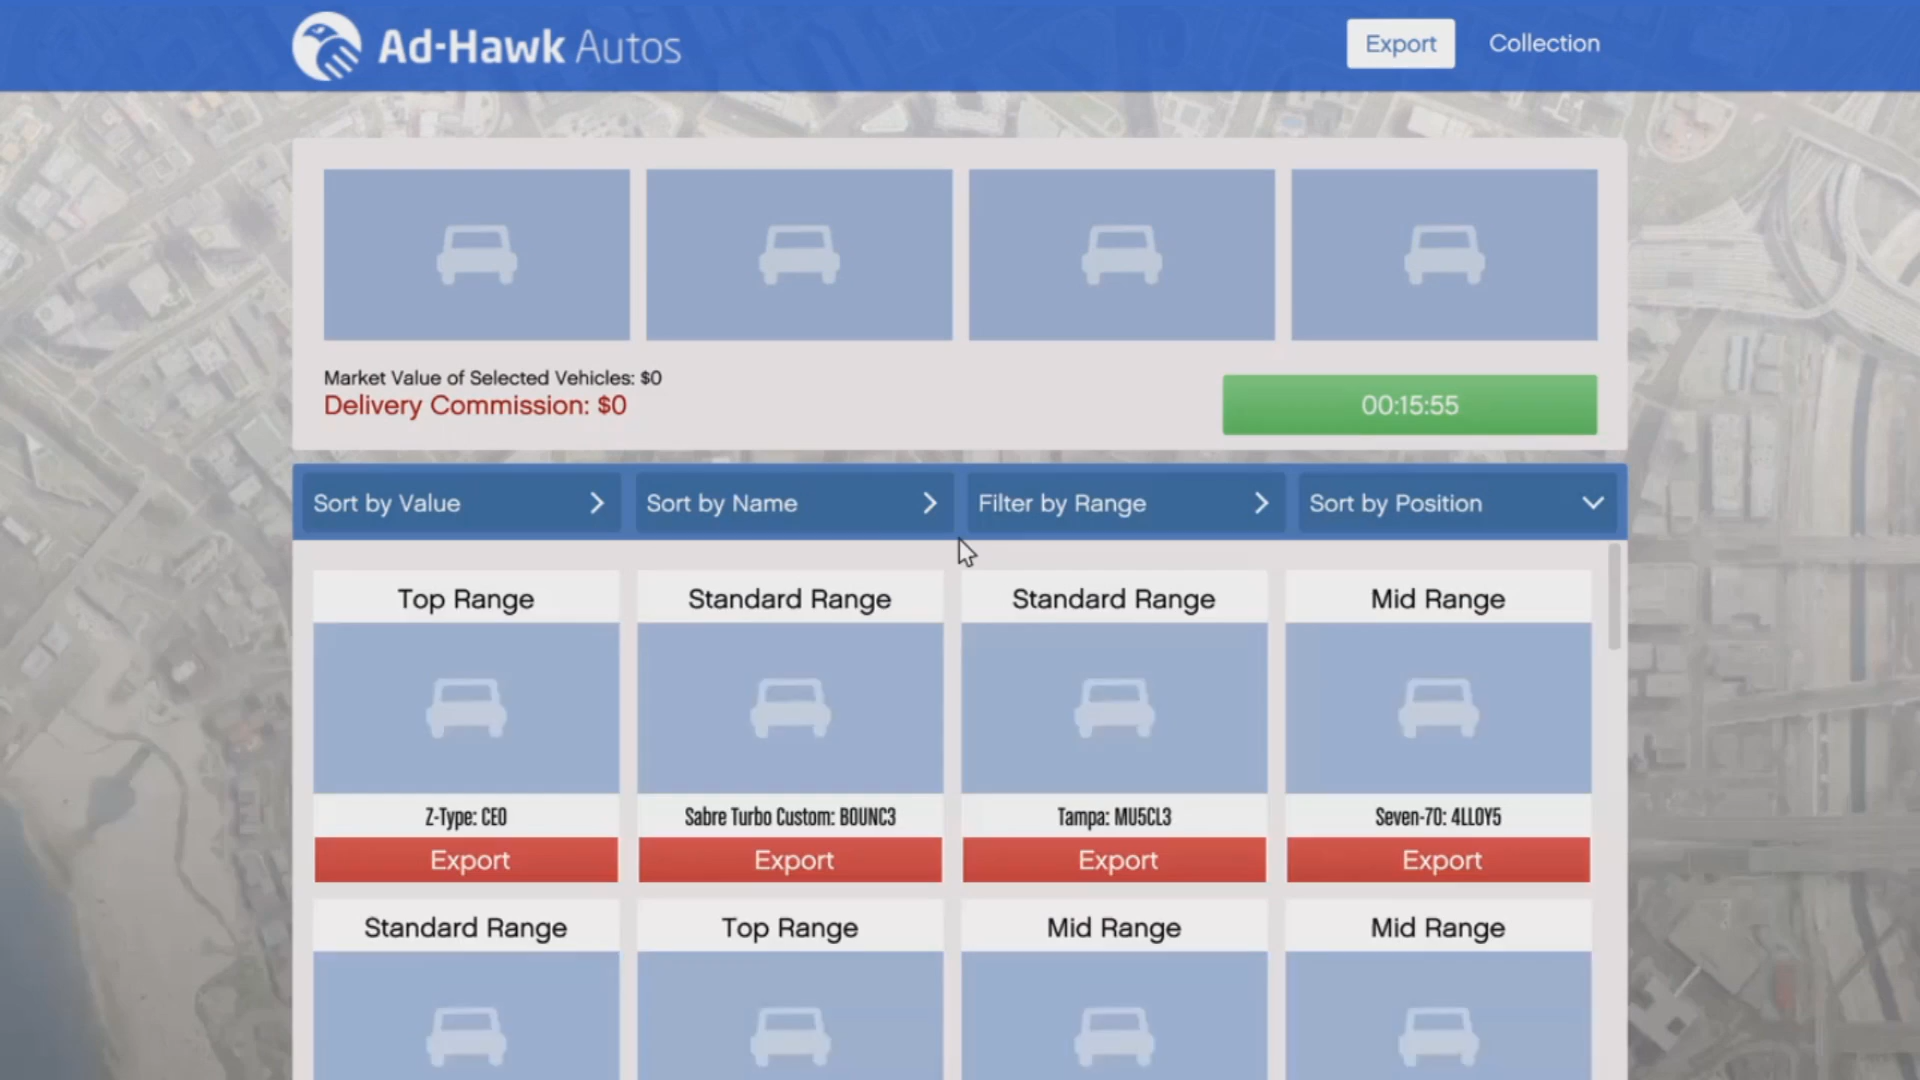 Ad-Hawk Autos
Export
Collection
Market Value of Selected Vehicles: $0
Delivery Commission: $0
00:15:55
Sort by Value
Sort by Name
Filter by Range
Sort by Position
Top Range
Standard Range
Standard Range
Mid Range
Z-Type: CEO
Sabre Turbo Custom: BOUNC3
Tampa: MU5CL3
Seven-70: 4LLOY5
Export
Export
Export
Export
Standard Range
Top Range
Mid Range
Mid Range